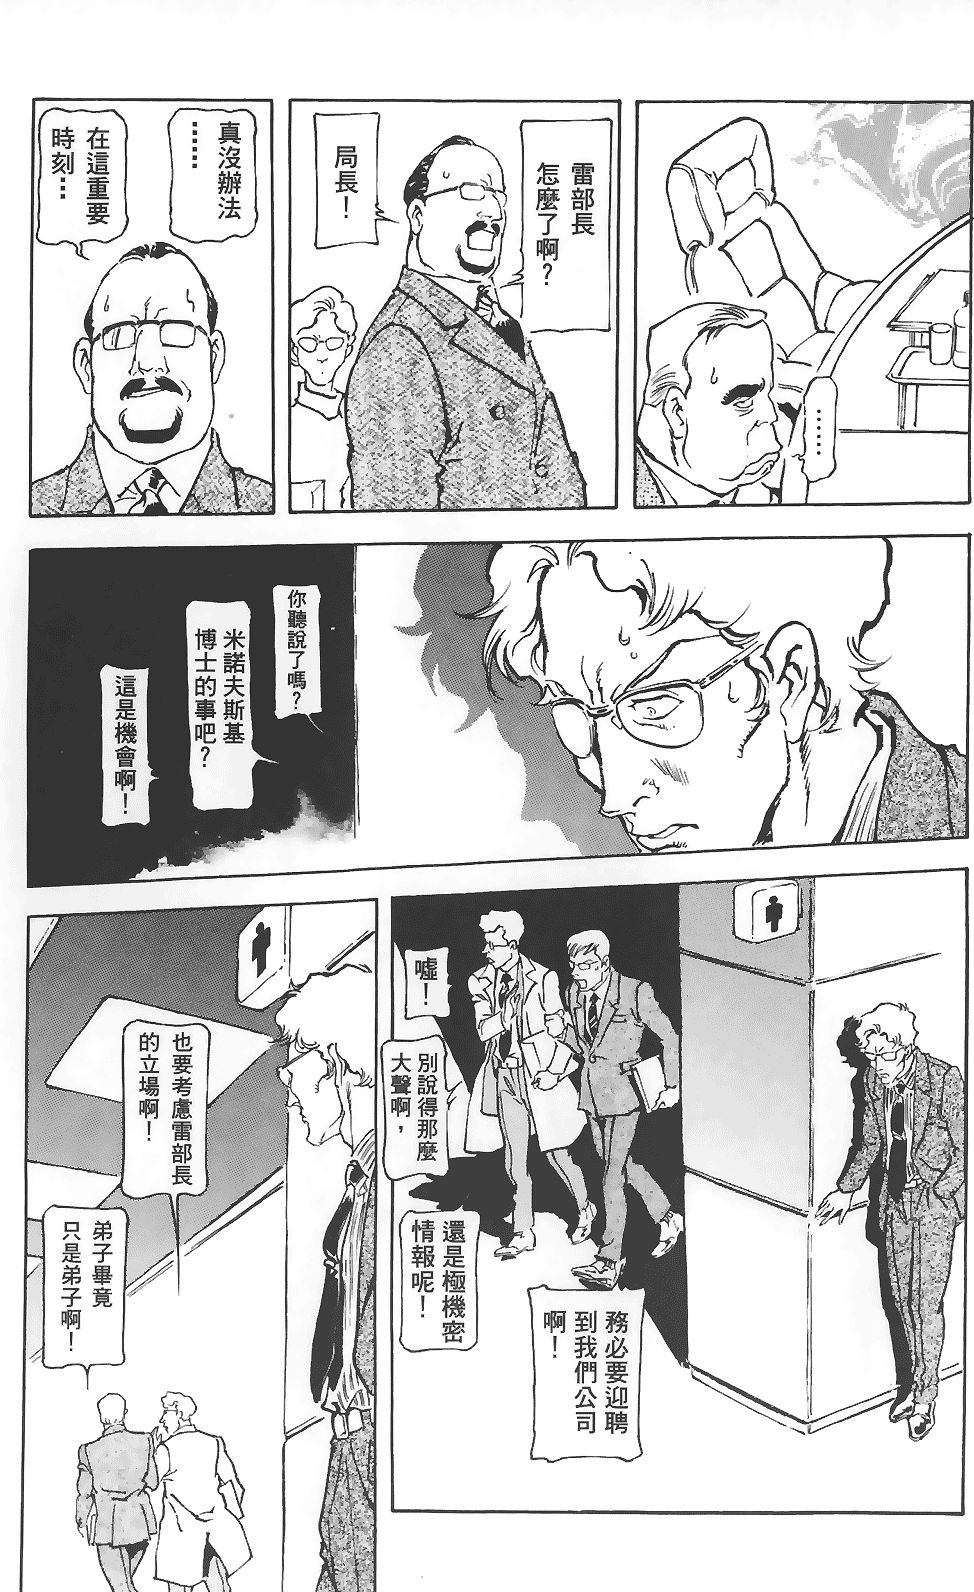 ……
雷部長
怎麼了啊？
局長！
真沒辦法
……
在這重要
時刻…
你聽說了嗎？
米諾夫斯基
博士的事吧？
這是機會啊！
噓！
別說得那麼
大聲啊，
還是極機密
情報呢！
務必要迎聘
到我們公司
啊！
也要考慮雷部長
的立場啊！
弟子畢竟
只是弟子啊！